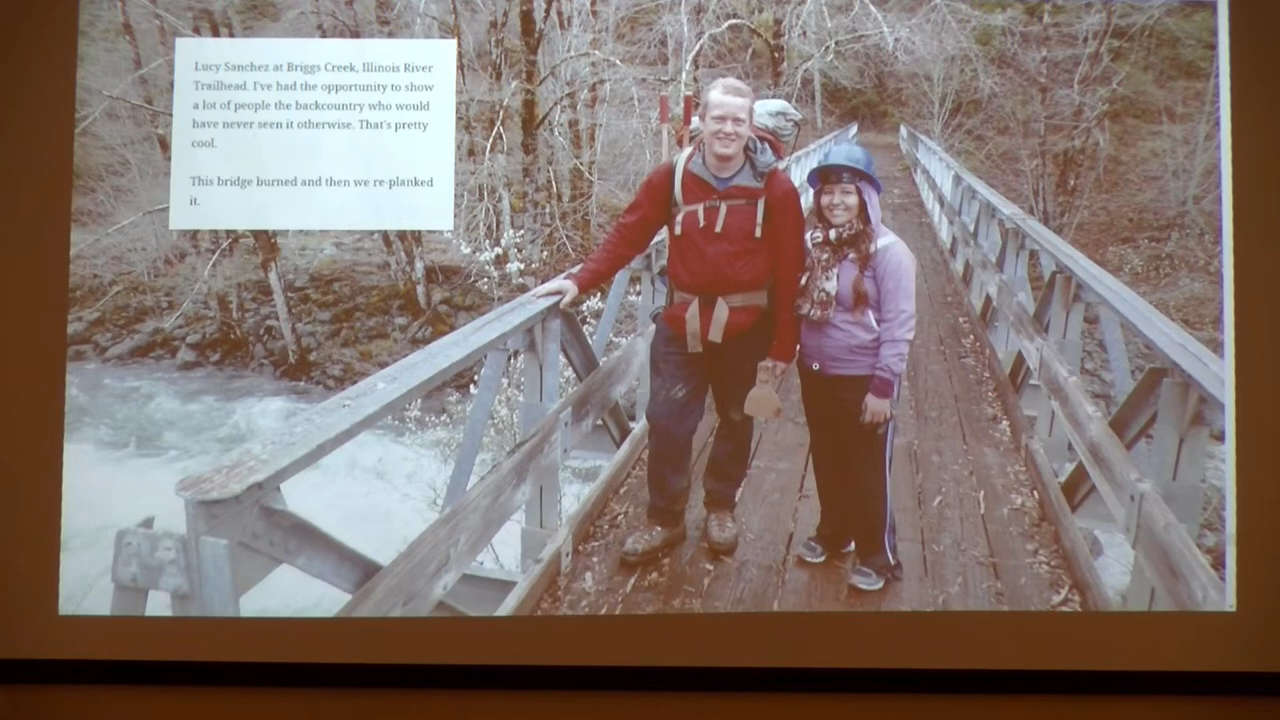 Lucy Sanchez at Briggs Creek, Illinois River
Trailhead. I've had the opportunity to show
a lot of people the backcountry who would
have never seen it otherwise. That's pretty
cool.
This bridge burned and then we re-planked
it.